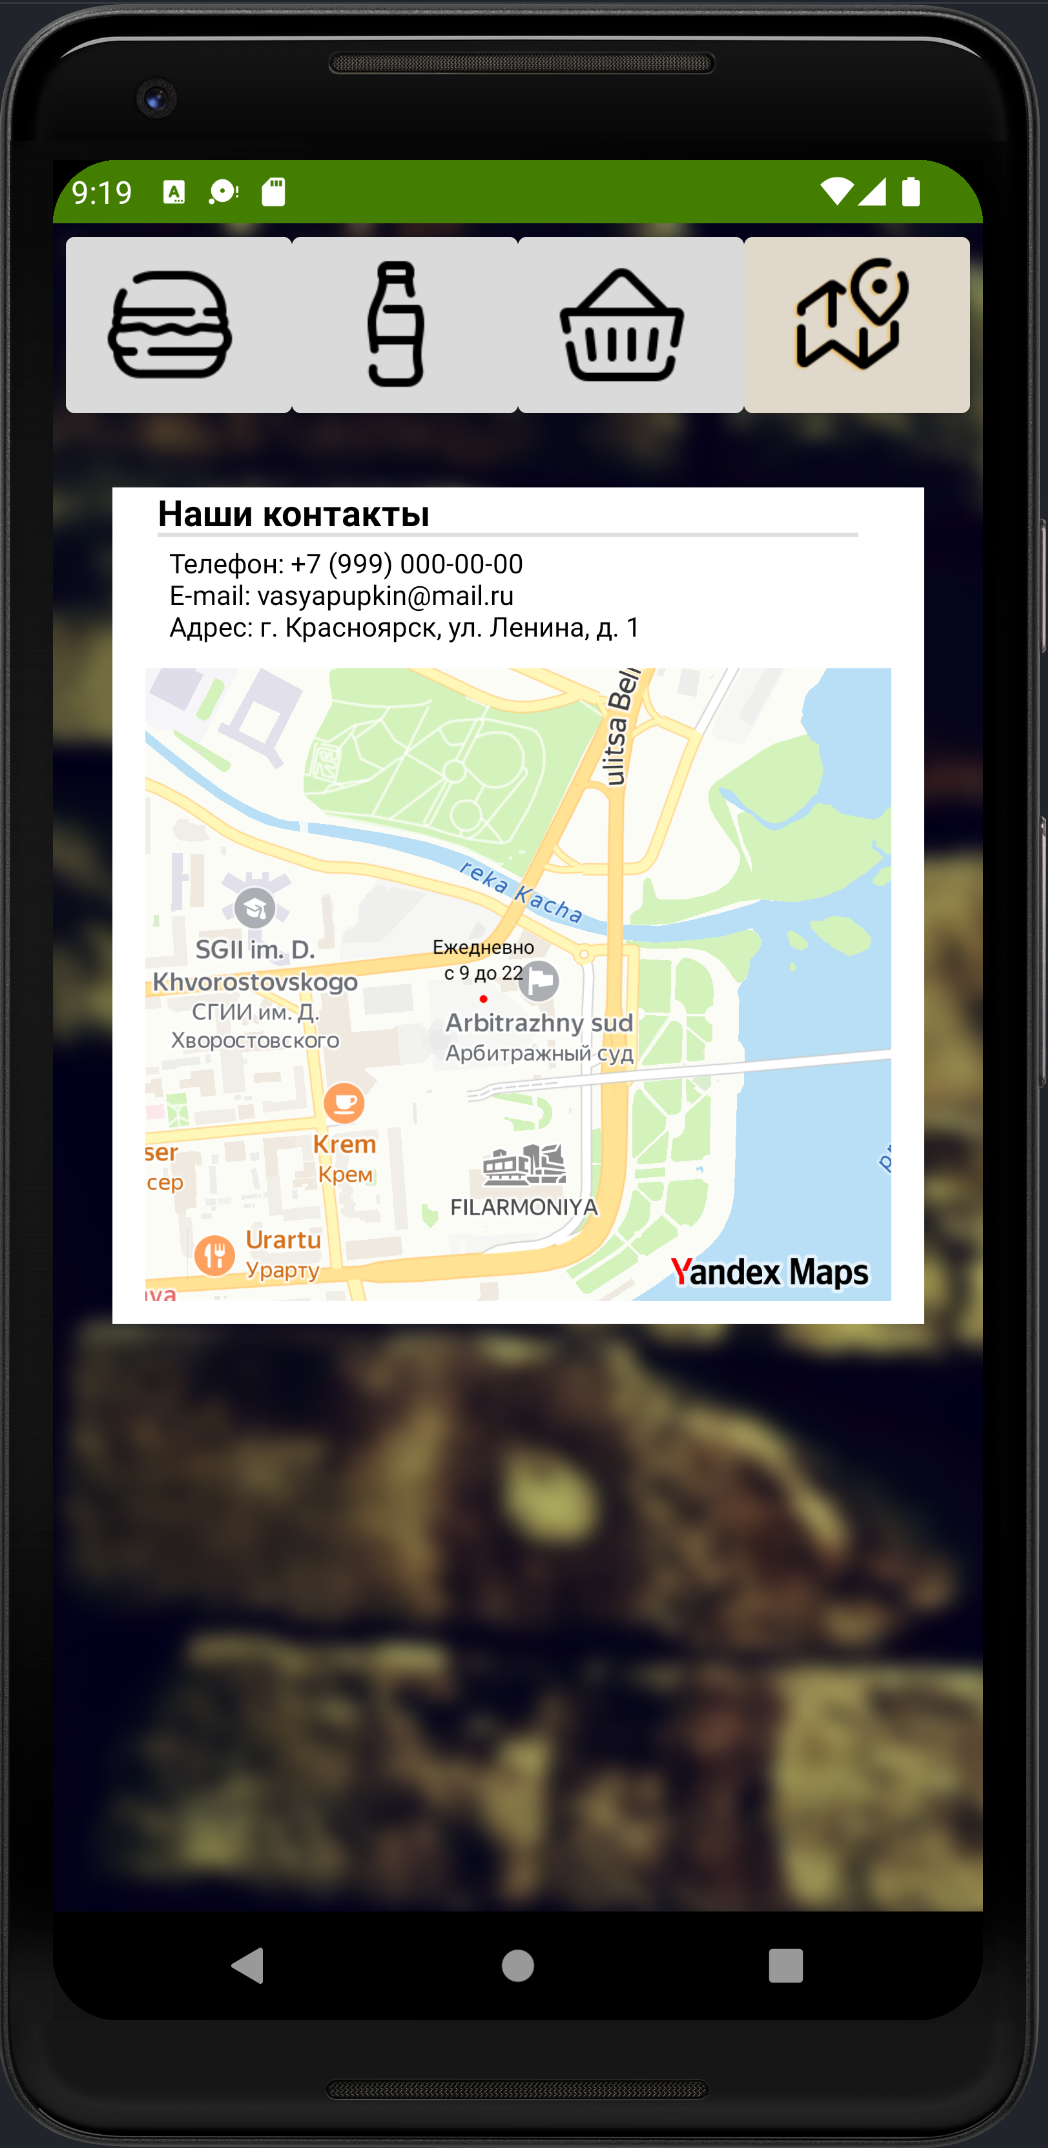 9:19
Наши контакты
Телефон: +7 (999) 000-00-00
E-mail: vasyapupkin@mail.ru
Адрес: г. Красноярск, ул. Ленина, д. 1
ulitsa Bel
reka Kacha
SGII im. D.
Khvorostovskogo
СГИИ им. Д.
Хворостовского
Ежедневно
с 9 до 22
Arbitrazhny sud
Арбитражный суд
Krem
Крем
ser
сер
FILARMONIYA
Urartu
Урарту
Yandex Maps